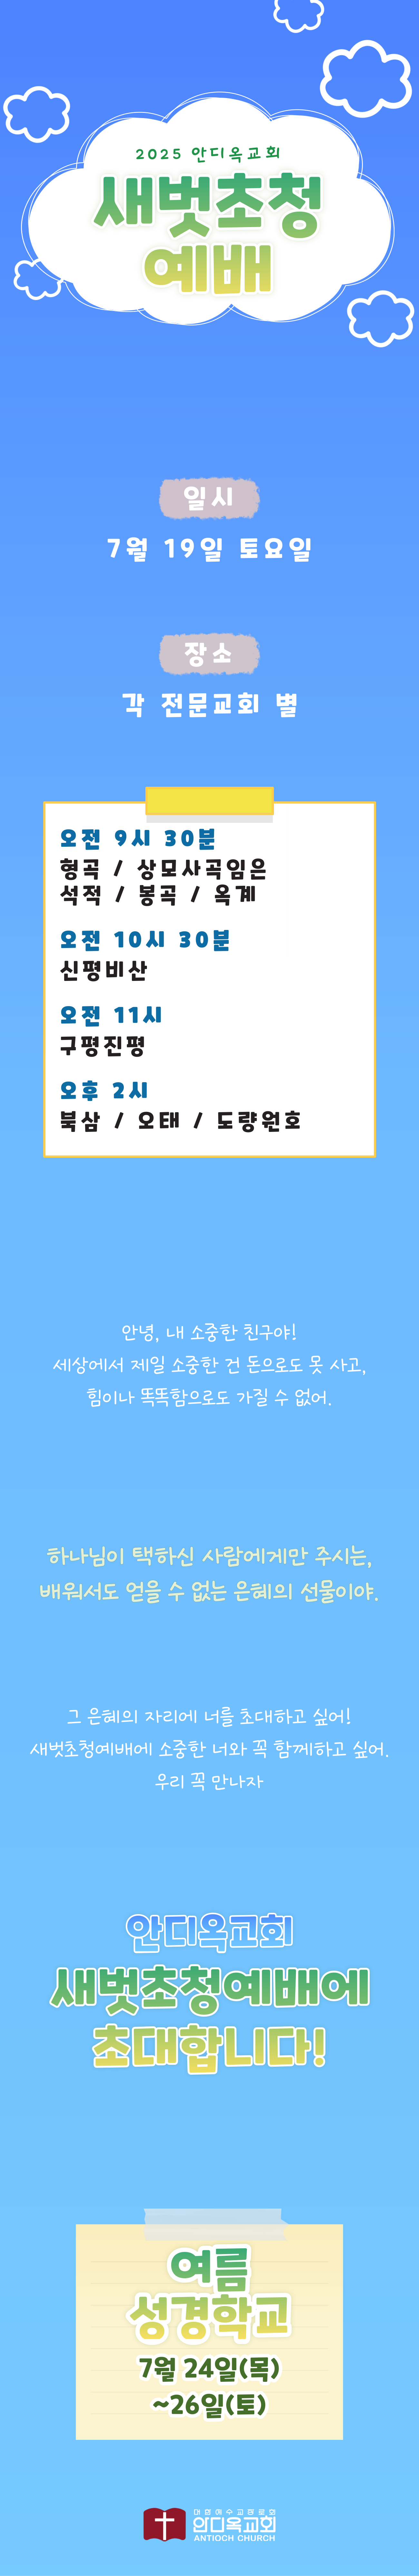 2025 안디옥교회
새벗초청
예배
일시
7월 19일 토요일
장소
각 전문교회 별
오전 9시 30분
형곡 / 상모사곡임은
석적 / 봉곡 / 옥계
오전 10시 30분
신평비산
오전 11시
구평진평
오후 2시
북삼 / 오태 / 도량원호
안녕, 내 소중한 친구야!
세상에서 제일 소중한 건 돈으로도 못 사고,
힘이나 똑똑함으로도 가질 수 없어.
하나님이 택하신 사람에게만 주시는,
배워서도 얻을 수 없는 은혜의 선물이야.
그 은혜의 자리에 너를 초대하고 싶어!
새벗초청예배에 소중한 너와 꼭 함께하고 싶어.
우리 꼭 만나자
안디옥교회
새벗초청예배에
초대합니다!
여름
성경학교
7월 24일(목)
~26일(토)
대한예수교장로회
안디옥교회
ANTIOCH CHURCH